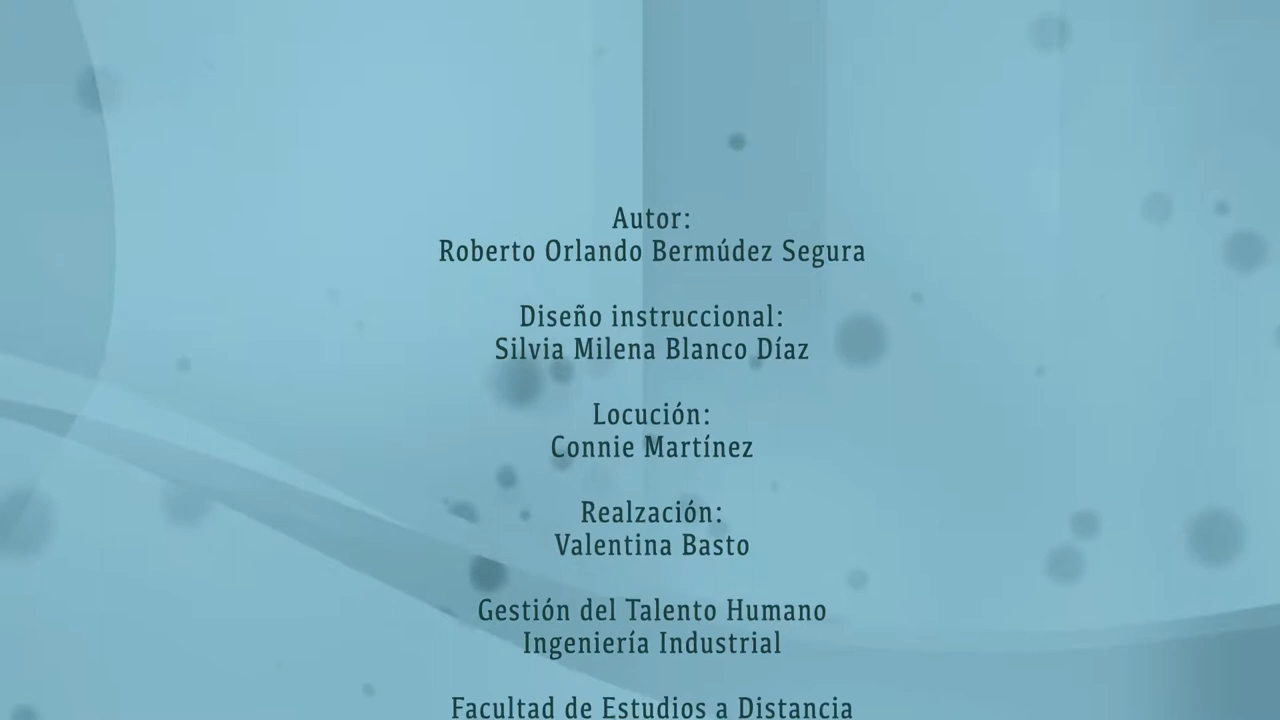 Autor:
Roberto Orlando Bermúdez Segura
Diseño instruccional:
Silvia Milena Blanco Díaz
Locución:
Connie Martínez
Realzación:
Valentina Basto
Gestión del Talento Humano
Ingeniería Industrial
Facultad de Estudios a Distancia